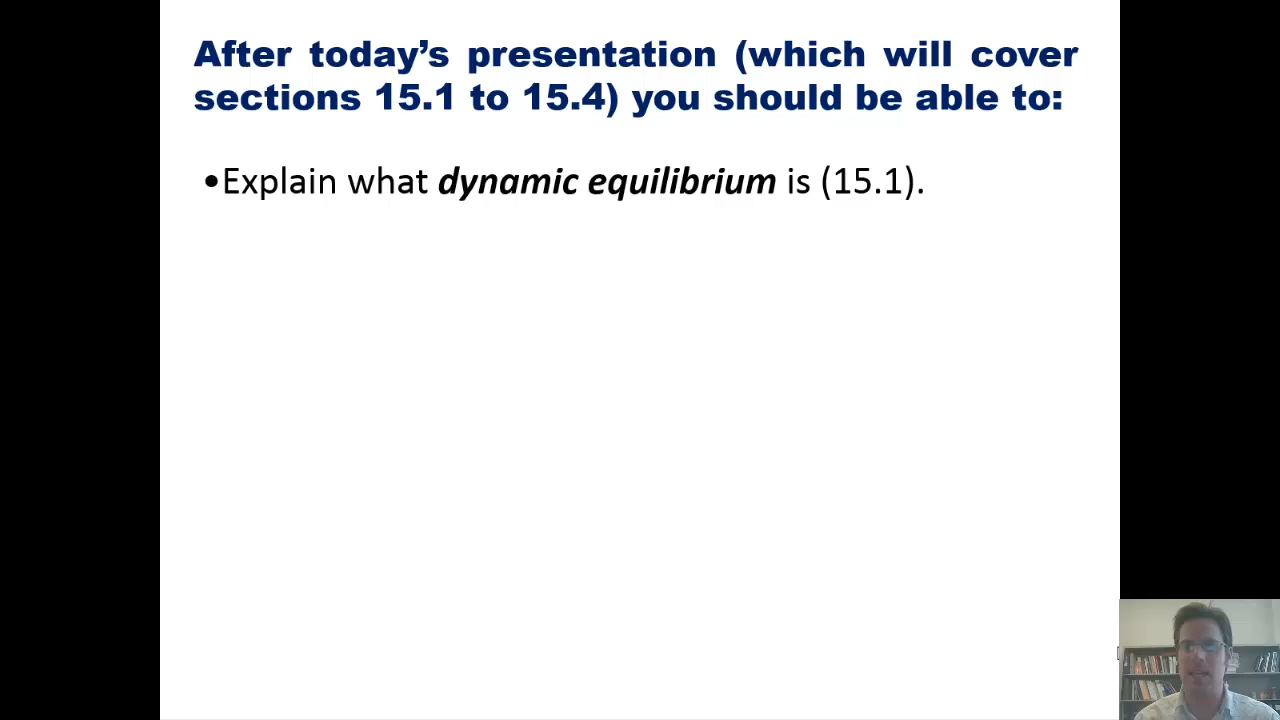 After today’s presentation (which will cover
sections 15.1 to 15.4) you should be able to:
•Explain what dynamic equilibrium is (15.1).